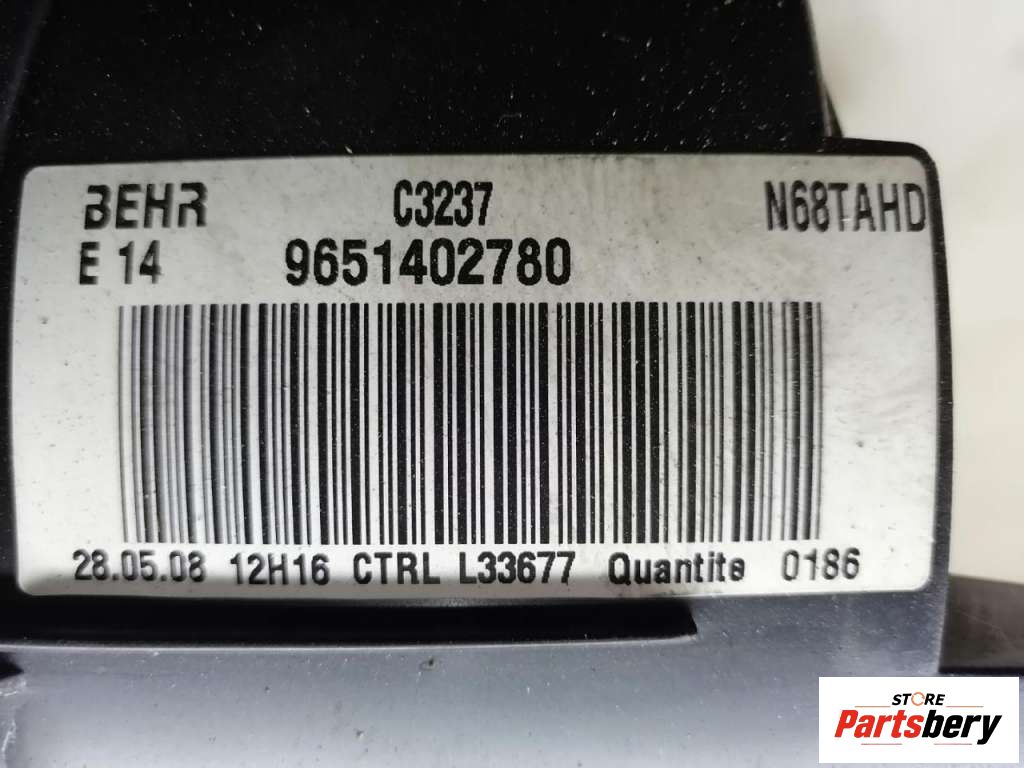 BEHR C3237 N68TAHD
E 14 9651402780
28.05.08 12H16 CTRL L33677 Quantite 0186
STORE
Partsbery